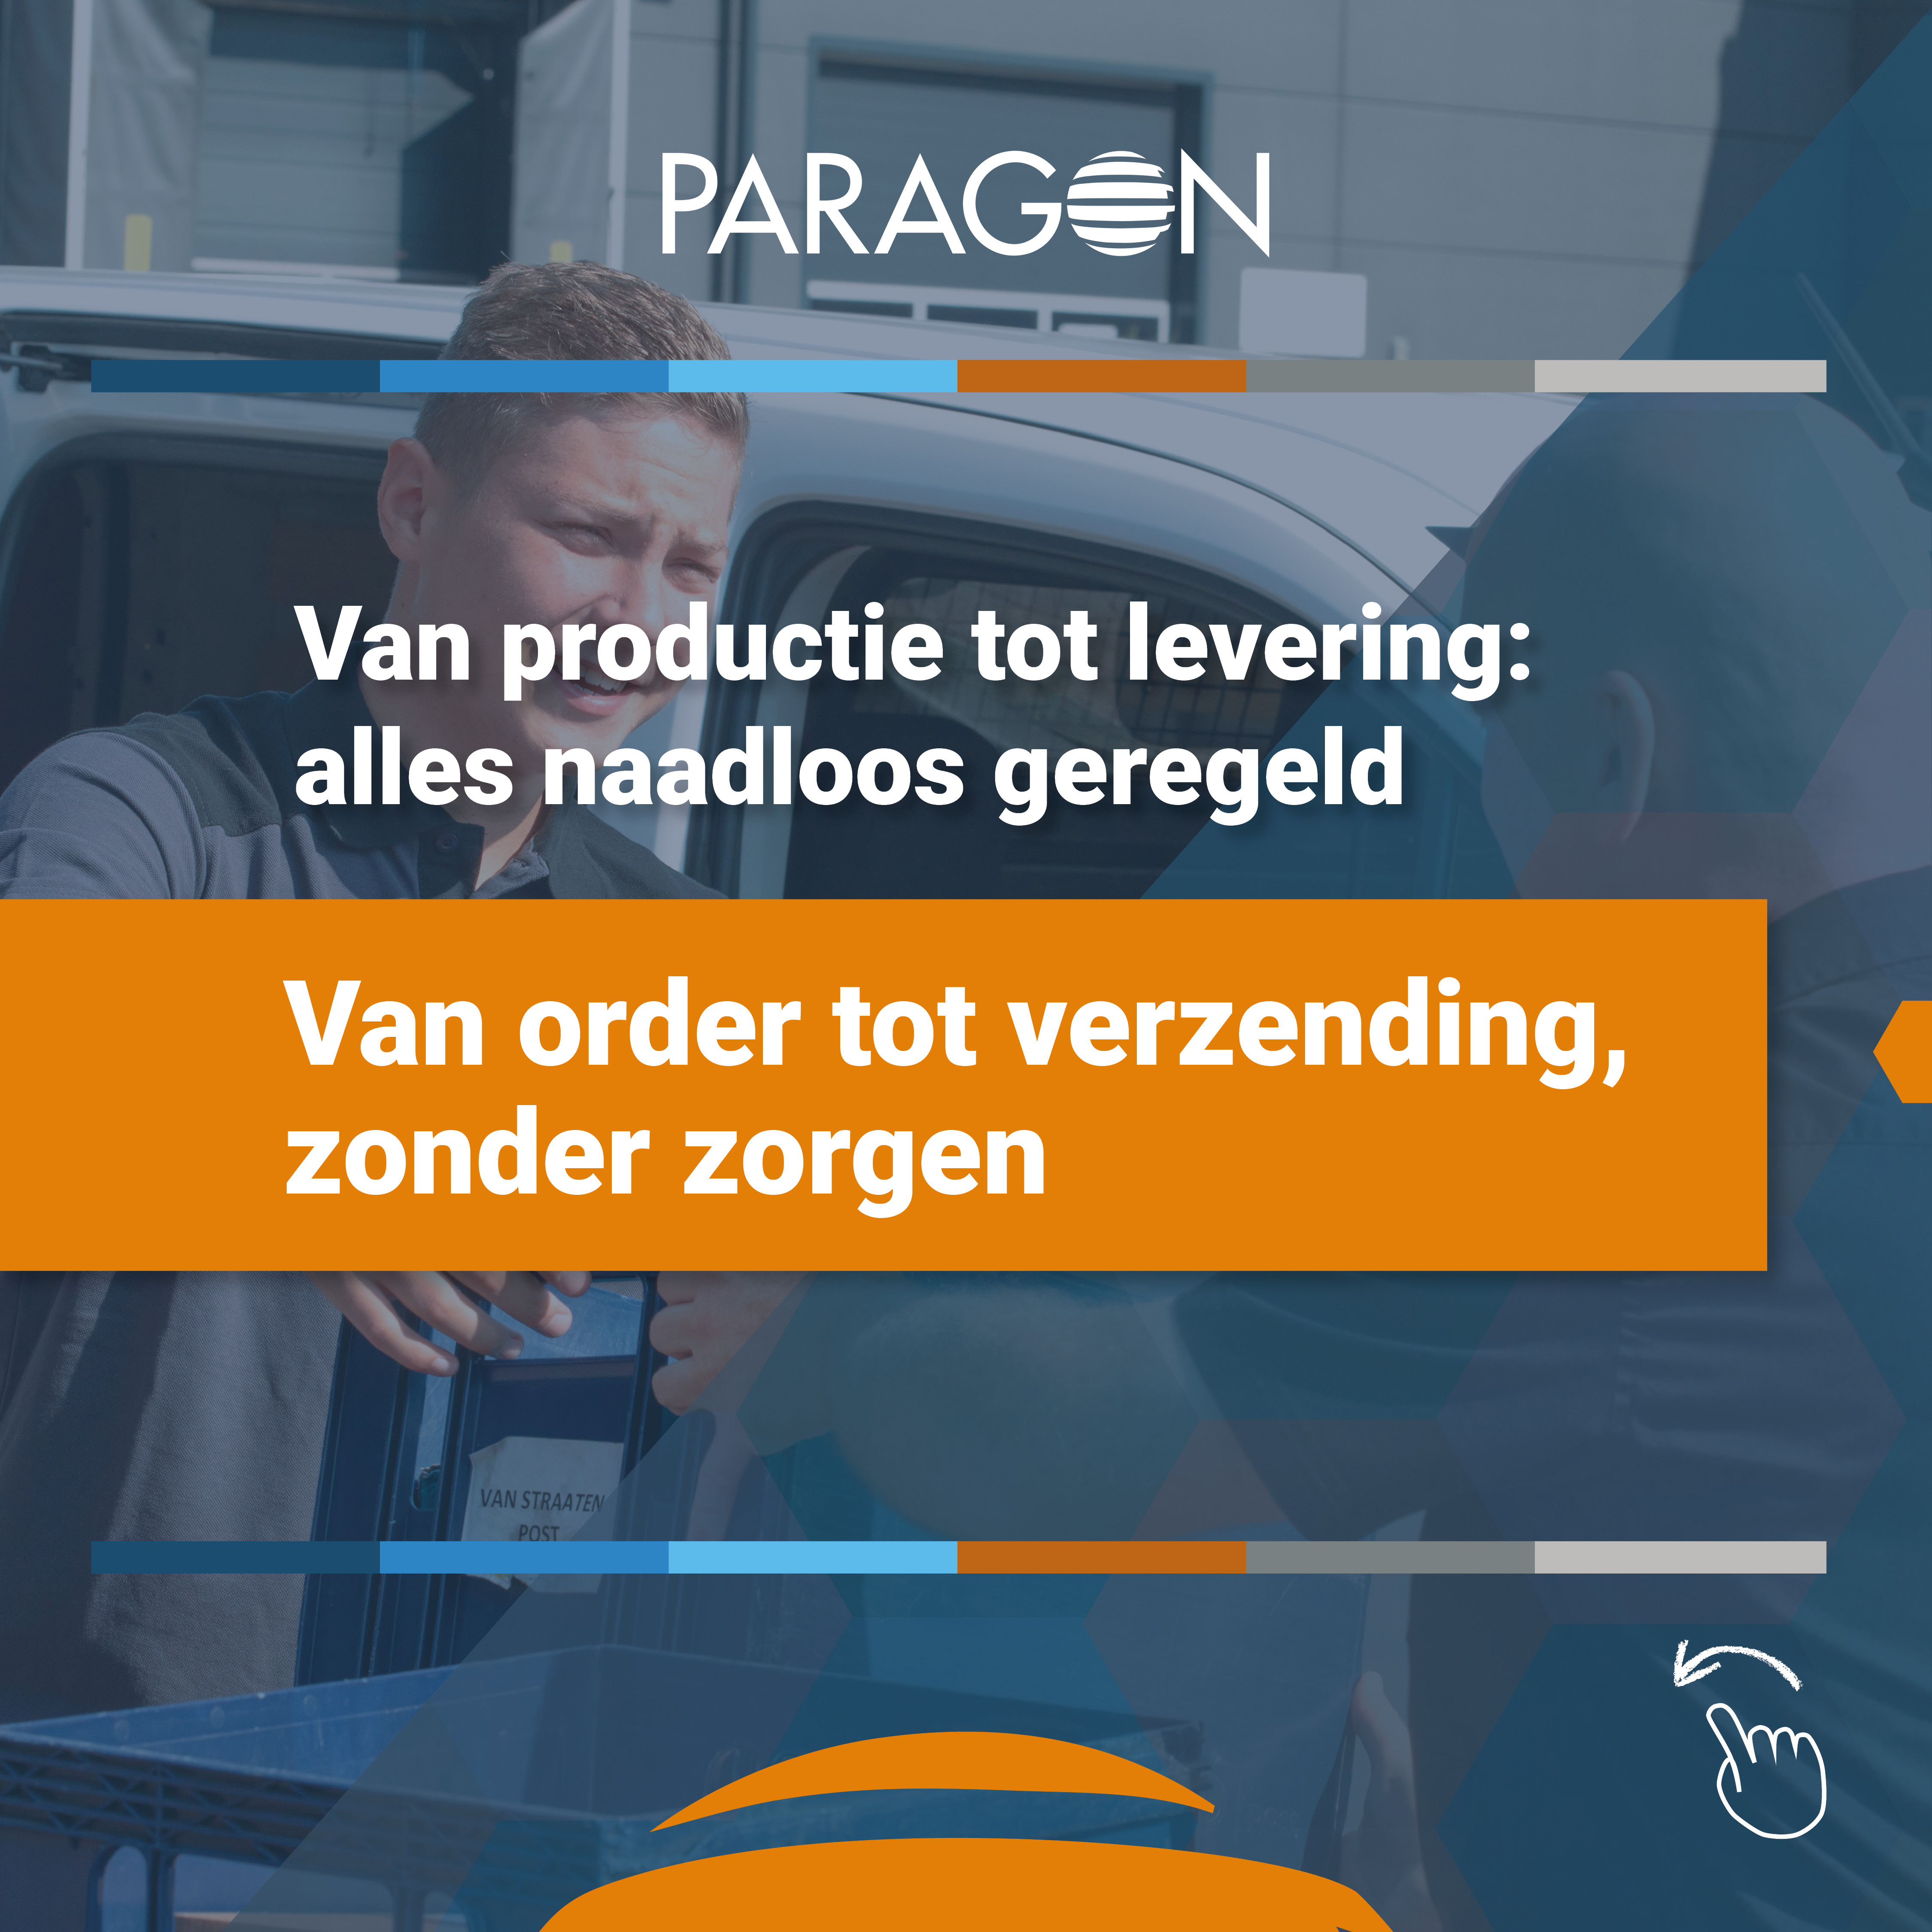 PARAGON
Van productie tot levering:
alles naadloos geregeld
Van order tot verzending,
zonder zorgen
VAN STRAATEN
POST